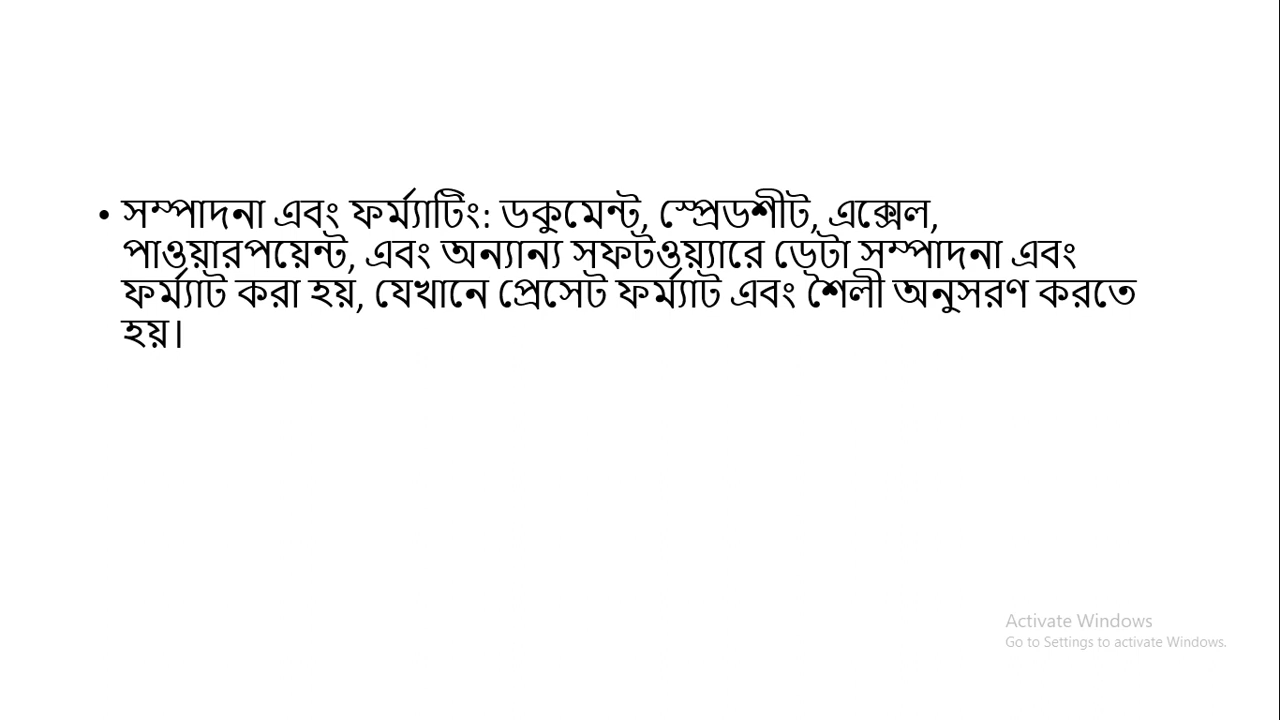 • সম্পাদনা এবং ফর্ম্যাটিং: ডকুমেন্ট, স্প্রেডশীট, এক্সেল,
পাওয়ারপয়েন্ট, এবং অন্যান্য সফটওয়্যারে ডেটা সম্পাদনা এবং
ফর্ম্যাট করা হয়, যেখানে প্রেসেট ফর্ম্যাট এবং শৈলী অনুসরণ করতে
হয়।
Activate Windows
Go to Settings to activate Windows.